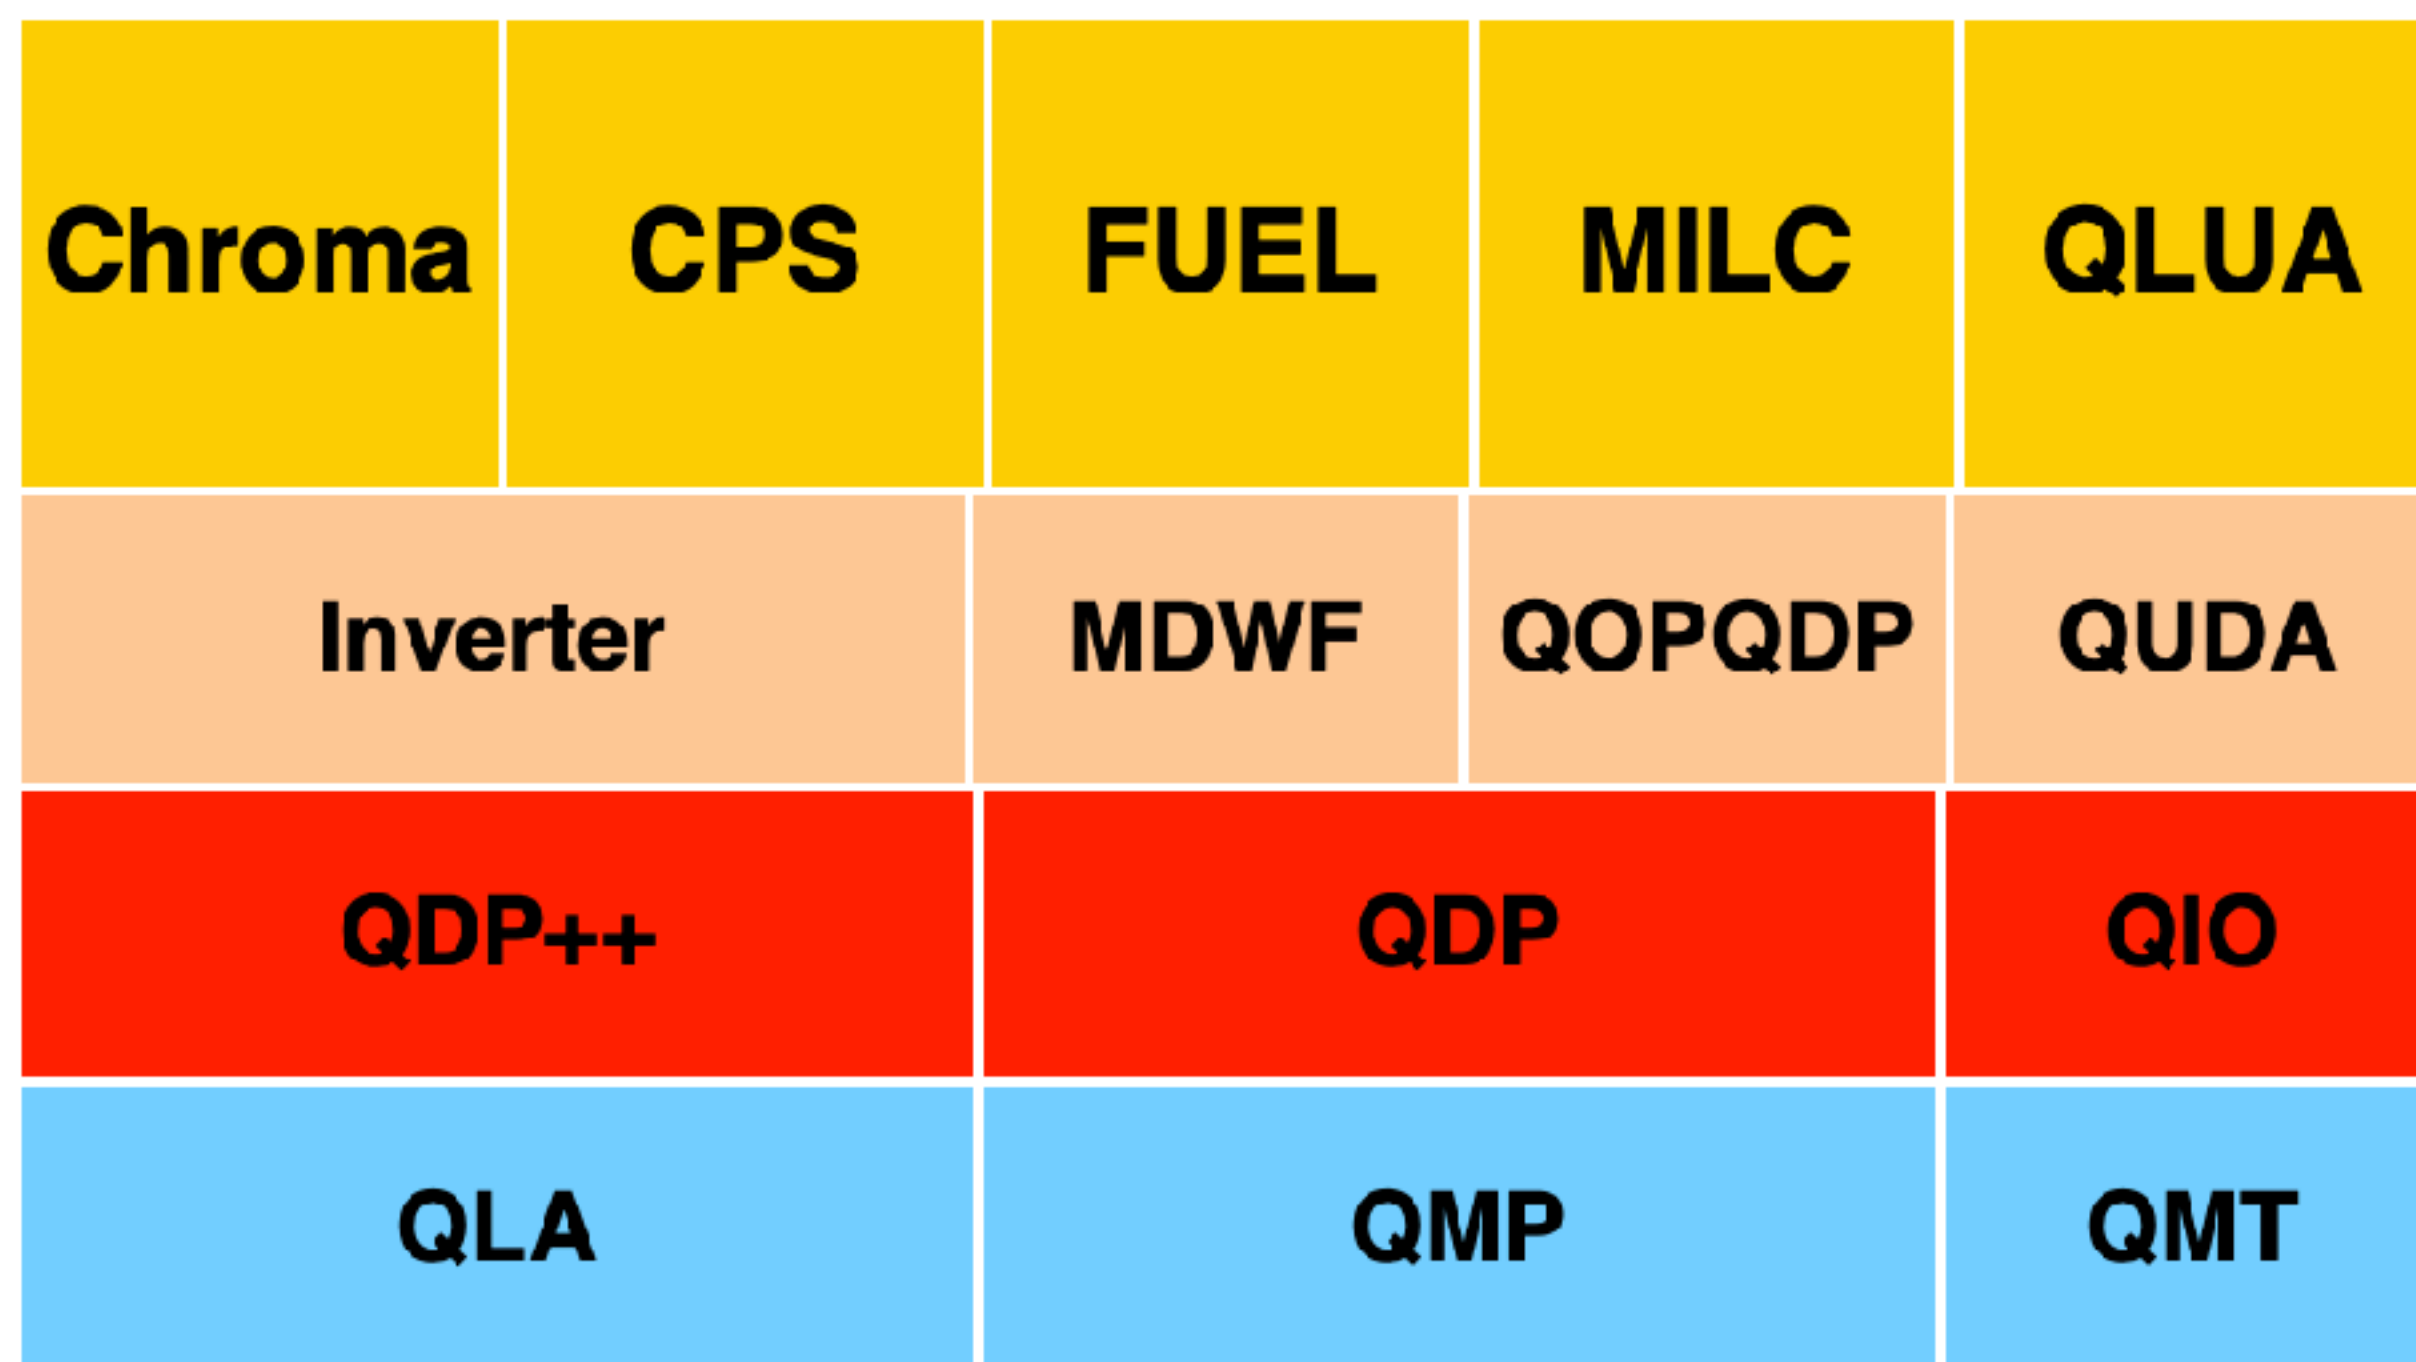 Chroma CPS FUEL MILC QLUA
Inverter MDWF QOPQDP QUDA
QDP++ QDP QIO
QLA QMP QMT